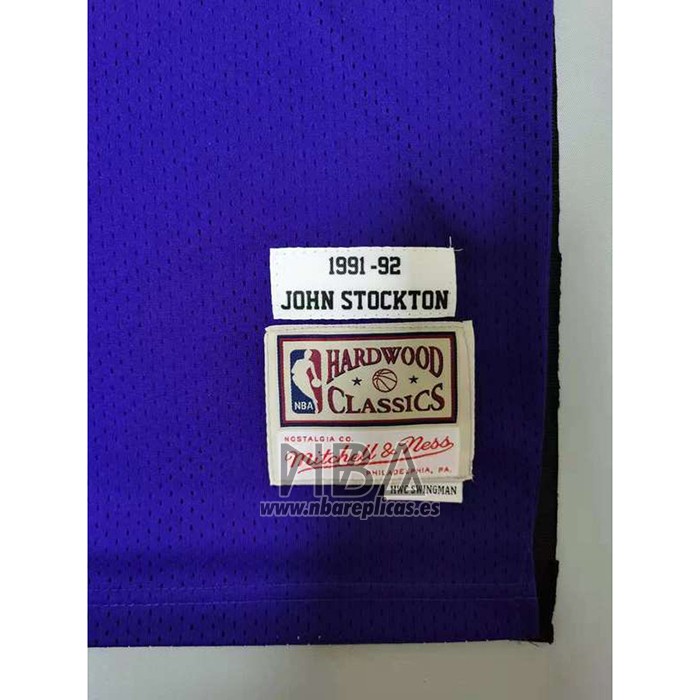 1991-92
JOHN STOCKTON
NBA
HARDWOOD
CLASSICS
NOSTALGIA CO.
Mitchell & Ness
PHILADELPHIA, PA.
HWC SWINGMAN
NBA
www.nbareplicas.es